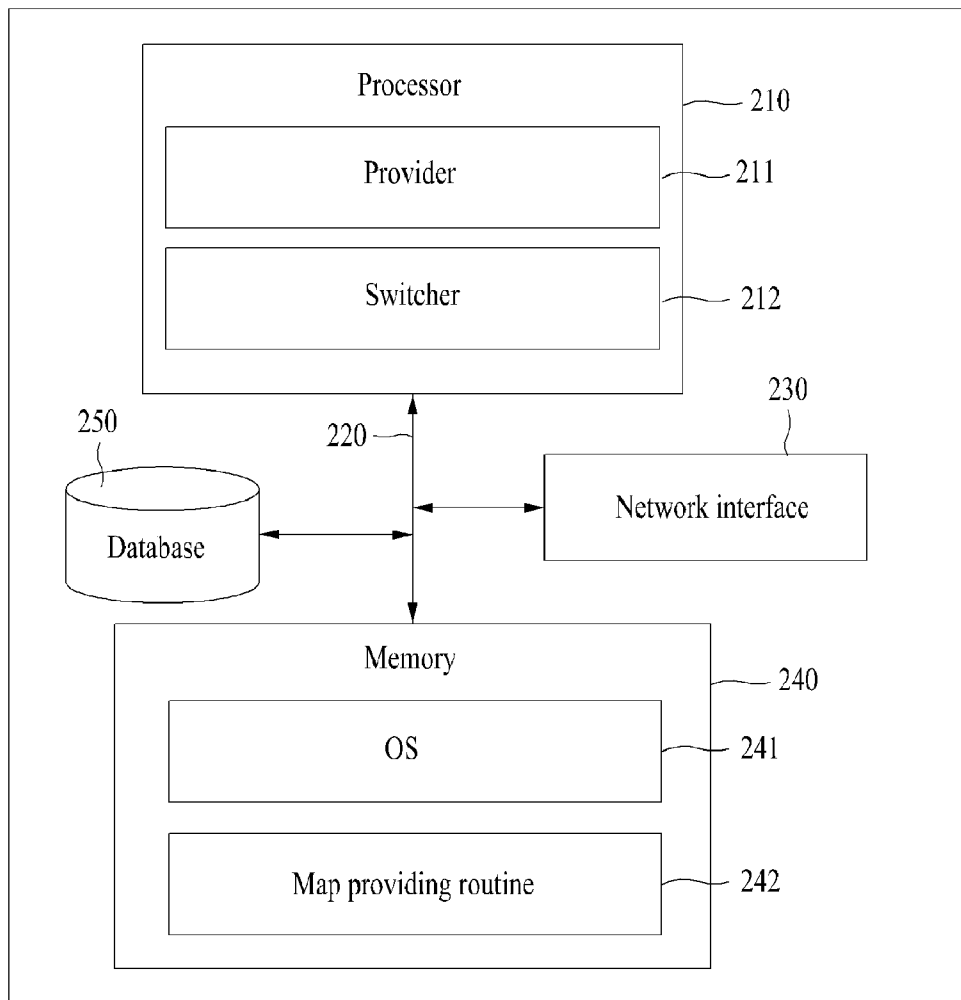 Processor
210
Provider
211
Switcher
212
250
220
230
Database
Network interface
Memory
240
OS
241
Map providing routine
242